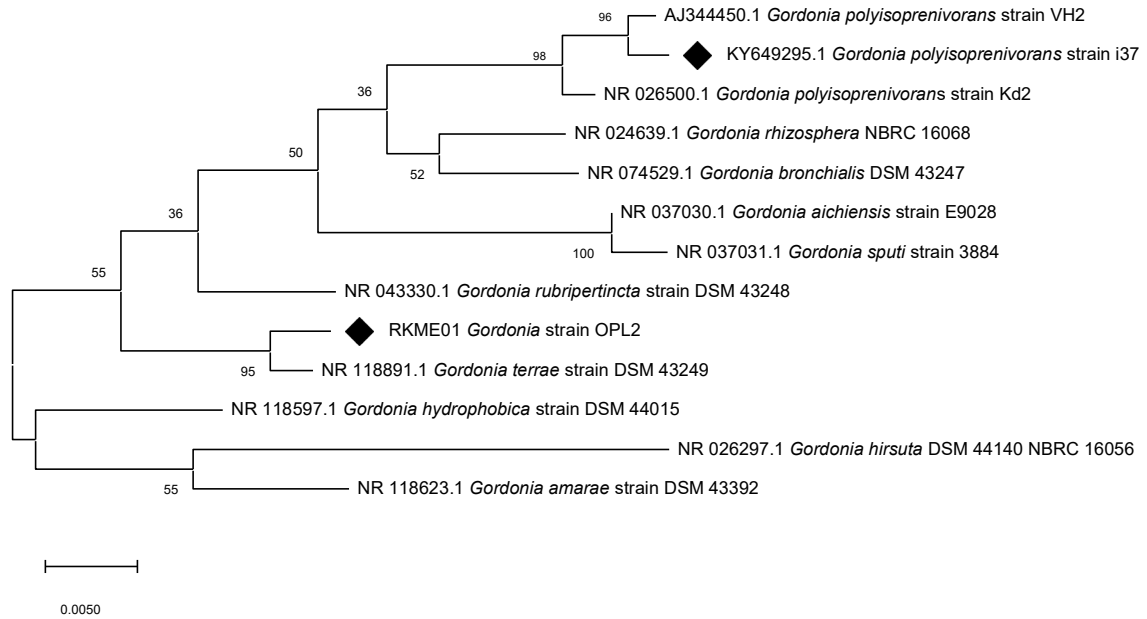 96
AJ344450.1 Gordonia polyisoprenivorans strain VH2
KY649295.1 Gordonia polyisoprenivorans strain i37
98
NR 026500.1 Gordonia polyisoprenivorans strain Kd2
36
NR 024639.1 Gordonia rhizosphera NBRC 16068
50
NR 074529.1 Gordonia bronchialis DSM 43247
52
36
NR 037030.1 Gordonia aichiensis strain E9028
100
NR 037031.1 Gordonia sputi strain 3884
55
NR 043330.1 Gordonia rubripertincta strain DSM 43248
RKME01 Gordonia strain OPL2
95
NR 118891.1 Gordonia terrae strain DSM 43249
NR 118597.1 Gordonia hydrophobica strain DSM 44015
NR 026297.1 Gordonia hirsuta DSM 44140 NBRC 16056
55
NR 118623.1 Gordonia amarae strain DSM 43392
0.0050